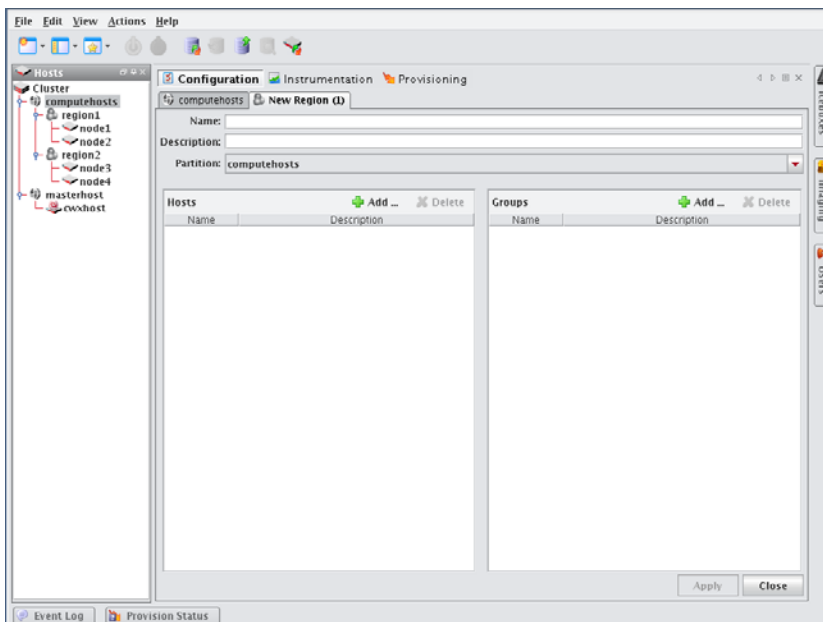 File Edit View Actions Help
Hosts
Cluster
computehosts
region1
node1
node2
region2
node3
node4
masterhost
cwxhost
Configuration Instrumentation Provisioning
computehosts New Region (1)
Name:
Description:
Partition: computehosts
Hosts Add ... Delete
Name Description
Groups Add ... Delete
Name Description
Apply Close
Imaging
Users
Event Log Provision Status